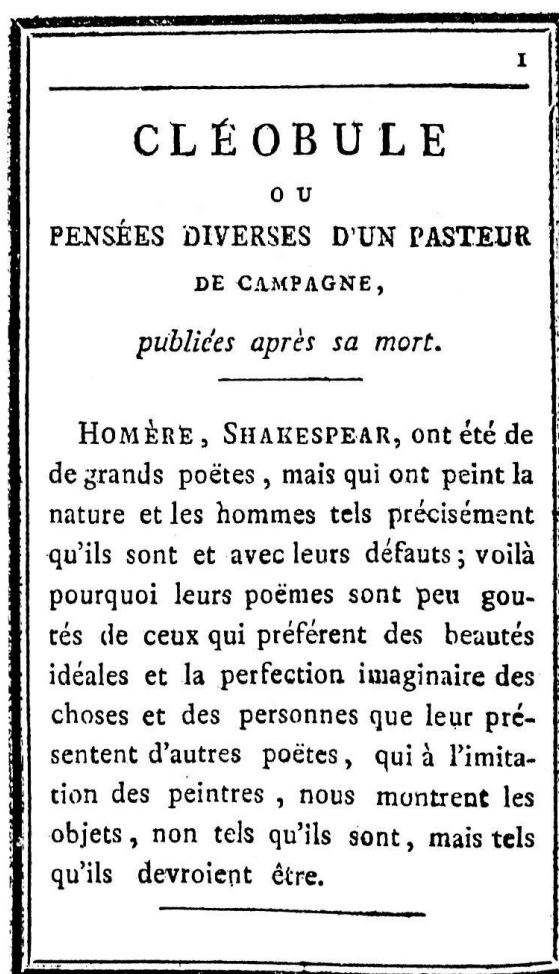 1
CLÉOBULE
OU
PENSÉES DIVERSES D'UN PASTEUR
DE CAMPAGNE,
publiées après sa mort.
HOMÈRE, SHAKESPEAR, ont été de
de grands poëtes, mais qui ont peint la
nature et les hommes tels précisément
qu'ils sont et avec leurs défauts; voilà
pourquoi leurs poëmes sont peu gou-
tés de ceux qui préférent des beautés
idéales et la perfection imaginaire des
choses et des personnes que leur pré-
sentent d'autres poëtes, qui à l'imita-
tion des peintres, nous montrent les
objets, non tels qu'ils sont, mais tels
qu'ils devroient être.